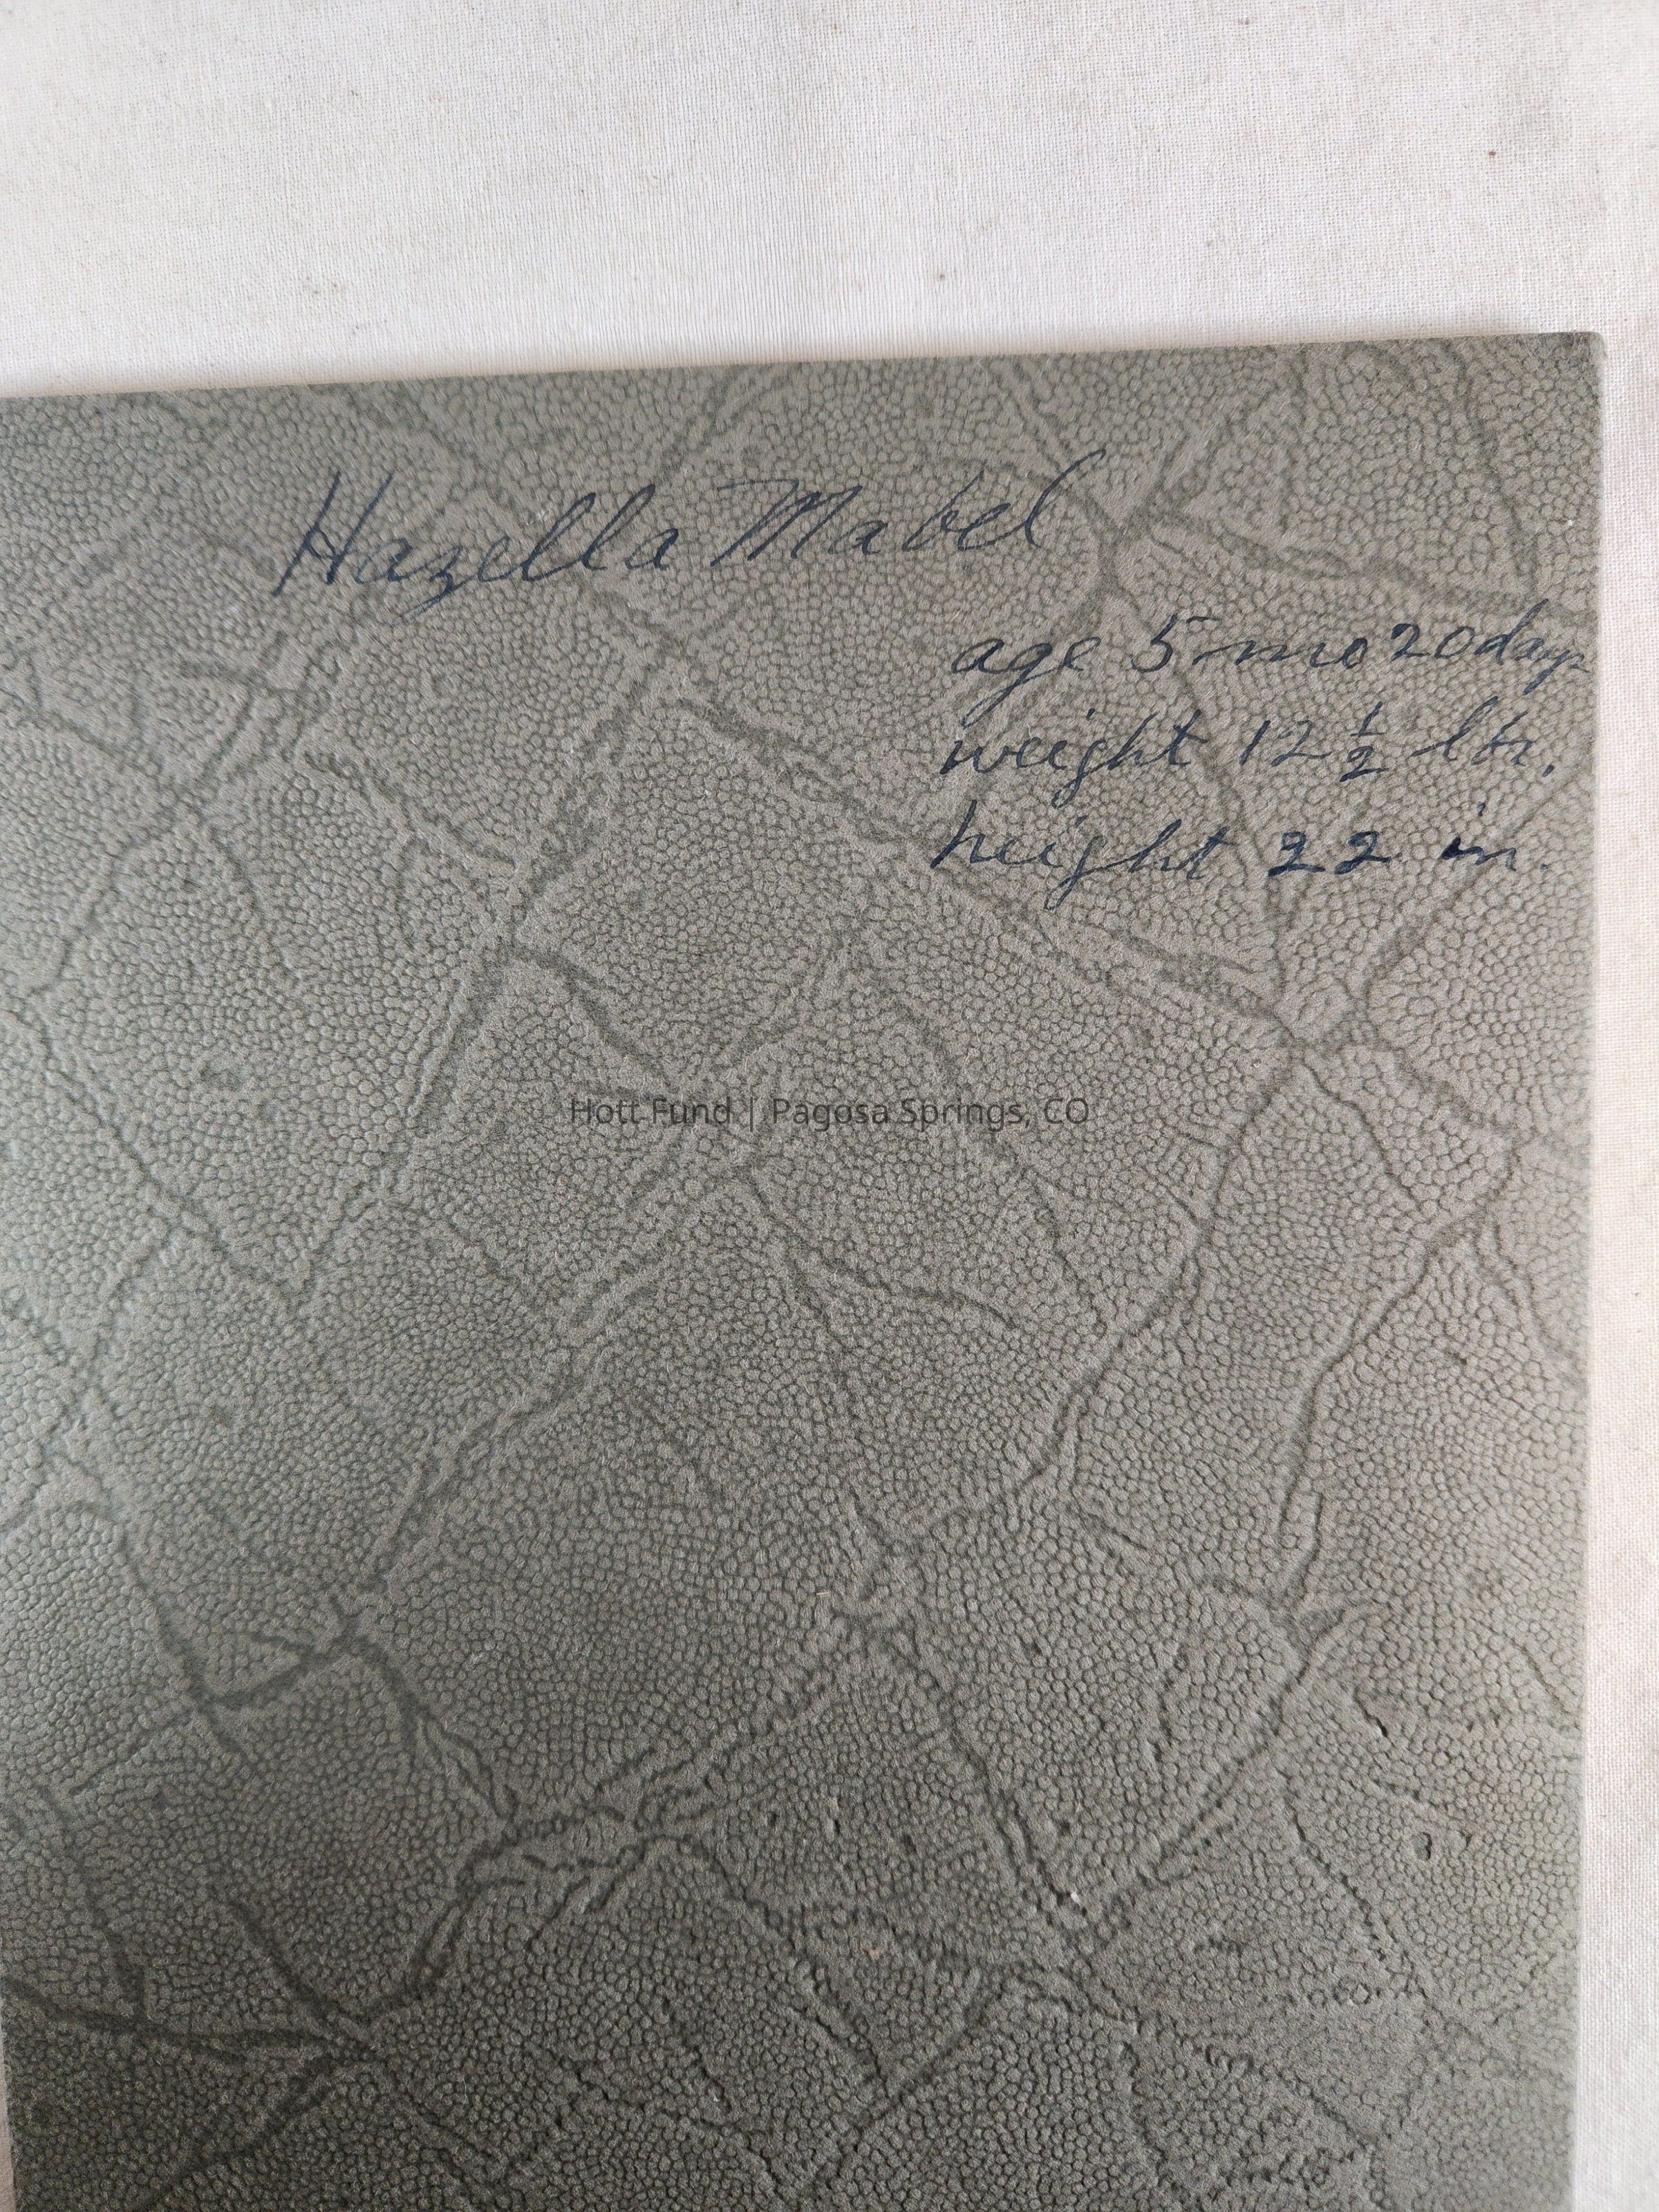 Hazella Mabel
age 5 mo 20 days
weight 12 1/2 lbs.
height 22 in.
Hott Fund | Pagosa Springs, CO